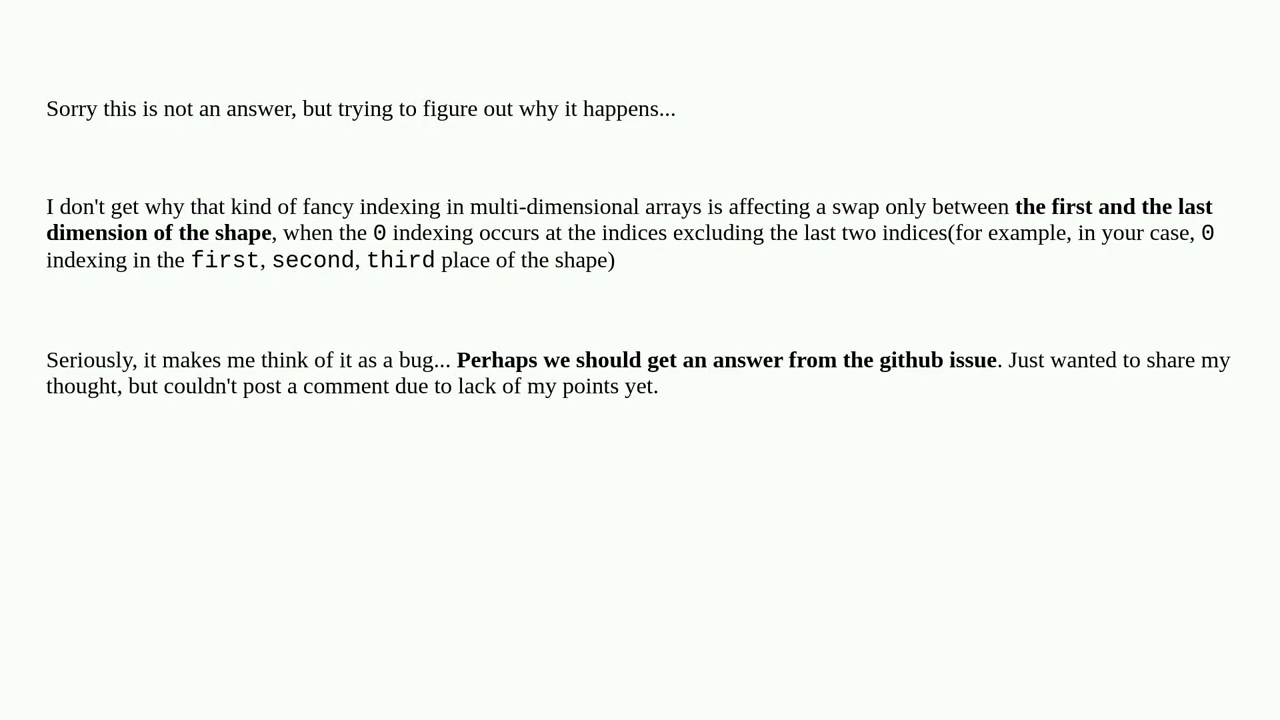 Sorry this is not an answer, but trying to figure out why it happens...
I don't get why that kind of fancy indexing in multi-dimensional arrays is affecting a swap only between the first and the last
dimension of the shape, when the 0 indexing occurs at the indices excluding the last two indices(for example, in your case, 0
indexing in the first, second, third place of the shape)
Seriously, it makes me think of it as a bug... Perhaps we should get an answer from the github issue. Just wanted to share my
thought, but couldn't post a comment due to lack of my points yet.